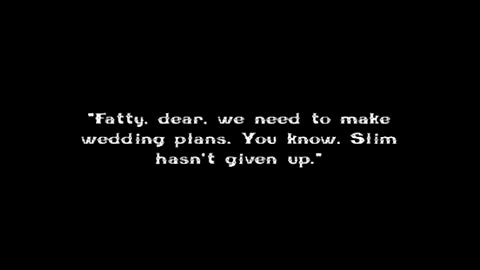 "Fatty, dear, we need to make
wedding plans. You know, Slim
hasn't given up."